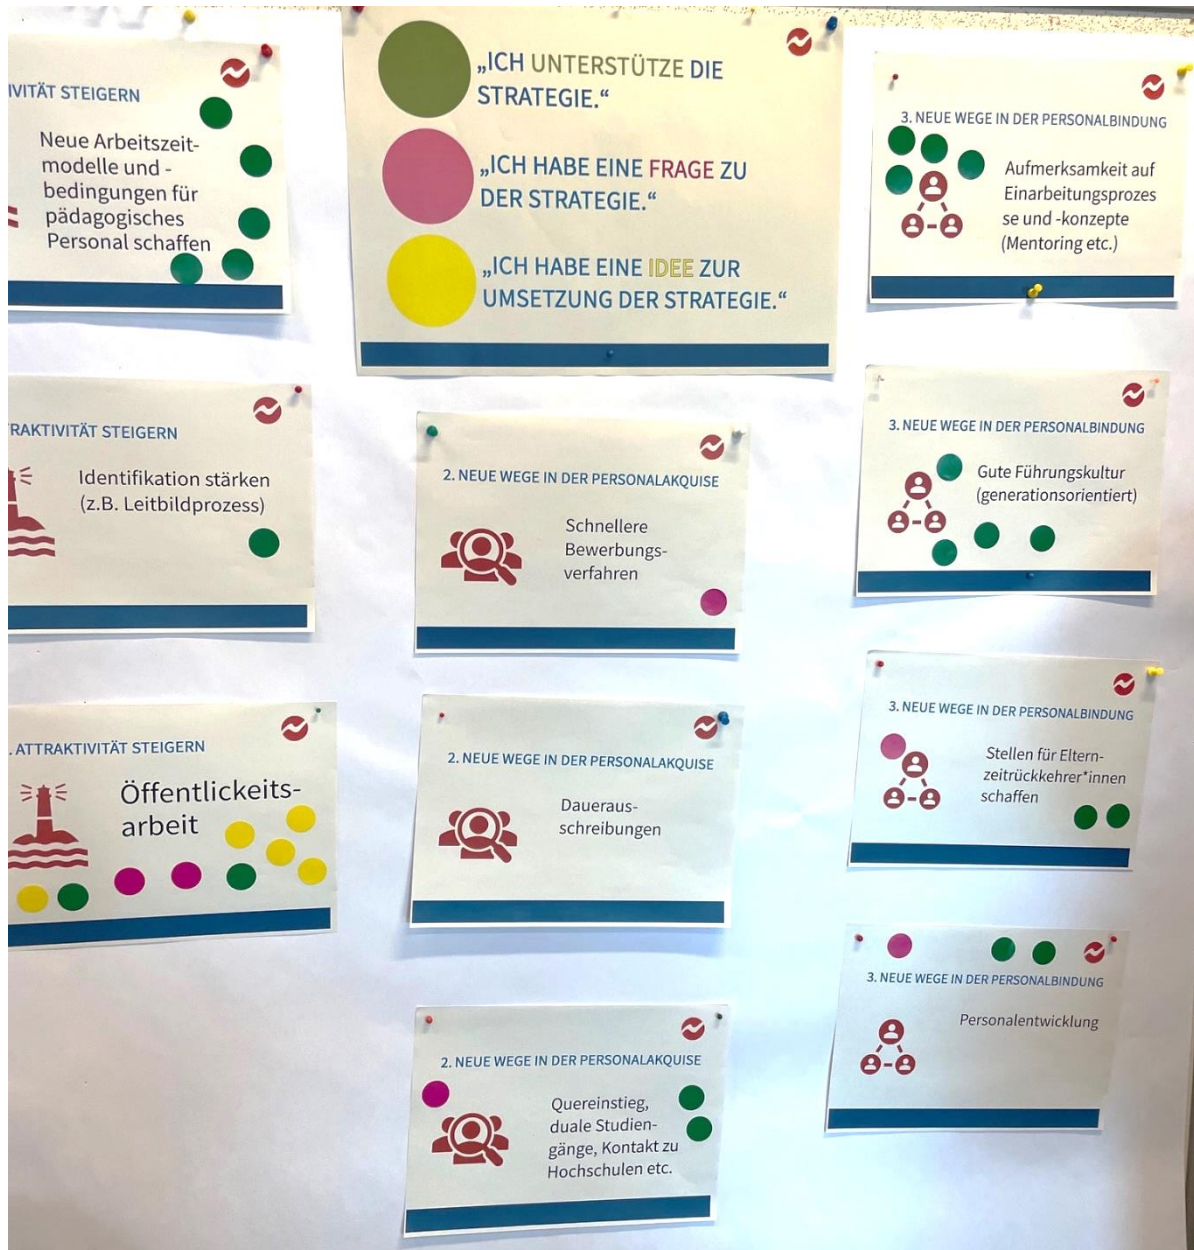 IVITÄT STEIGERN
Neue Arbeitszeit-
modelle und -
bedingungen für
pädagogisches
Personal schaffen
RAKTIVITÄT STEIGERN
Identifikation stärken
(z.B. Leitbildprozess)
. ATTRAKTIVITÄT STEIGERN
Öffentlickeits-
arbeit
„ICH UNTERSTÜTZE DIE
STRATEGIE.“
„ICH HABE EINE FRAGE ZU
DER STRATEGIE.“
„ICH HABE EINE IDEE ZUR
UMSETZUNG DER STRATEGIE.“
2. NEUE WEGE IN DER PERSONALAKQUISE
Schnellere
Bewerbungs-
verfahren
2. NEUE WEGE IN DER PERSONALAKQUISE
Daueraus-
schreibungen
2. NEUE WEGE IN DER PERSONALAKQUISE
Quereinstieg,
duale Studien-
gänge, Kontakt zu
Hochschulen etc.
3. NEUE WEGE IN DER PERSONALBINDUNG
Aufmerksamkeit auf
Einarbeitungsprozes
se und -konzepte
(Mentoring etc.)
3. NEUE WEGE IN DER PERSONALBINDUNG
Gute Führungskultur
(generationsorientiert)
3. NEUE WEGE IN DER PERSONALBINDUNG
Stellen für Eltern-
zeitrückkehrer*innen
schaffen
3. NEUE WEGE IN DER PERSONALBINDUNG
Personalentwicklung